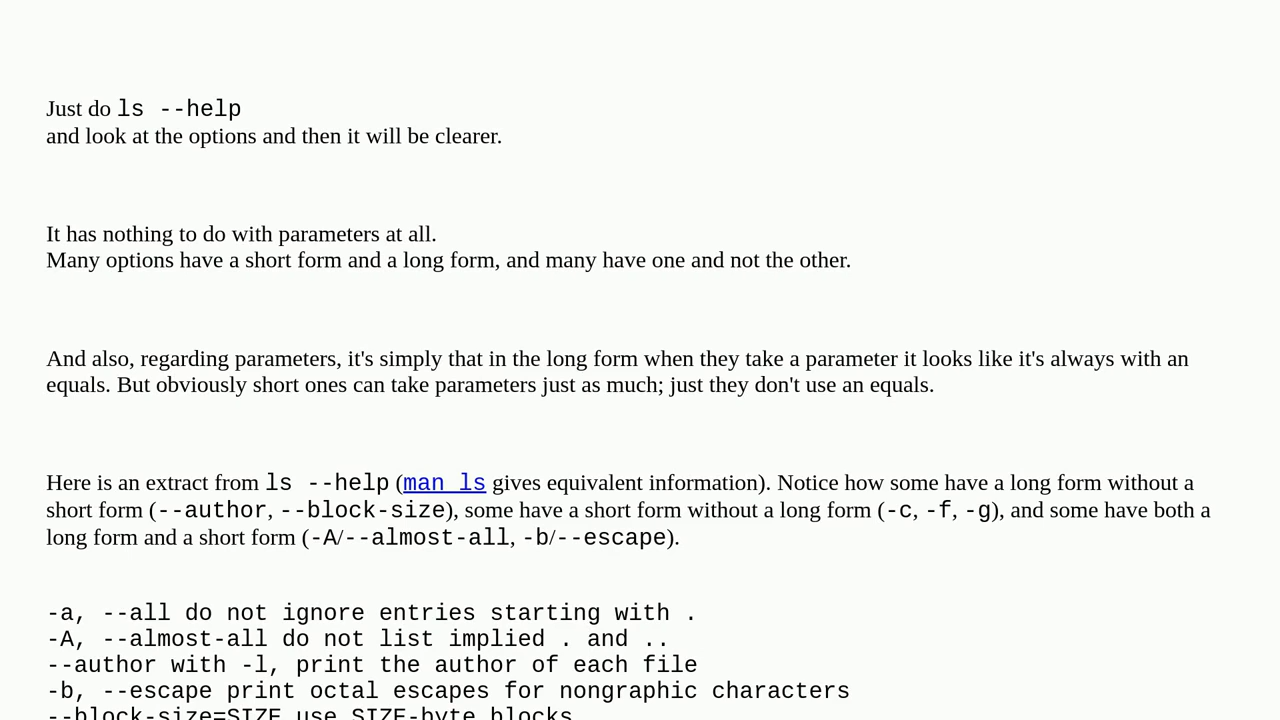 Just do ls --help
and look at the options and then it will be clearer.
It has nothing to do with parameters at all.
Many options have a short form and a long form, and many have one and not the other.
And also, regarding parameters, it's simply that in the long form when they take a parameter it looks like it's always with an
equals. But obviously short ones can take parameters just as much; just they don't use an equals.
Here is an extract from ls --help (man ls gives equivalent information). Notice how some have a long form without a
short form (--author, --block-size), some have a short form without a long form (-c, -f, -g), and some have both a
long form and a short form (-A/--almost-all, -b/--escape).
-a, --all do not ignore entries starting with .
-A, --almost-all do not list implied . and ..
--author with -l, print the author of each file
-b, --escape print octal escapes for nongraphic characters
--block-size=SIZE use SIZE-byte blocks